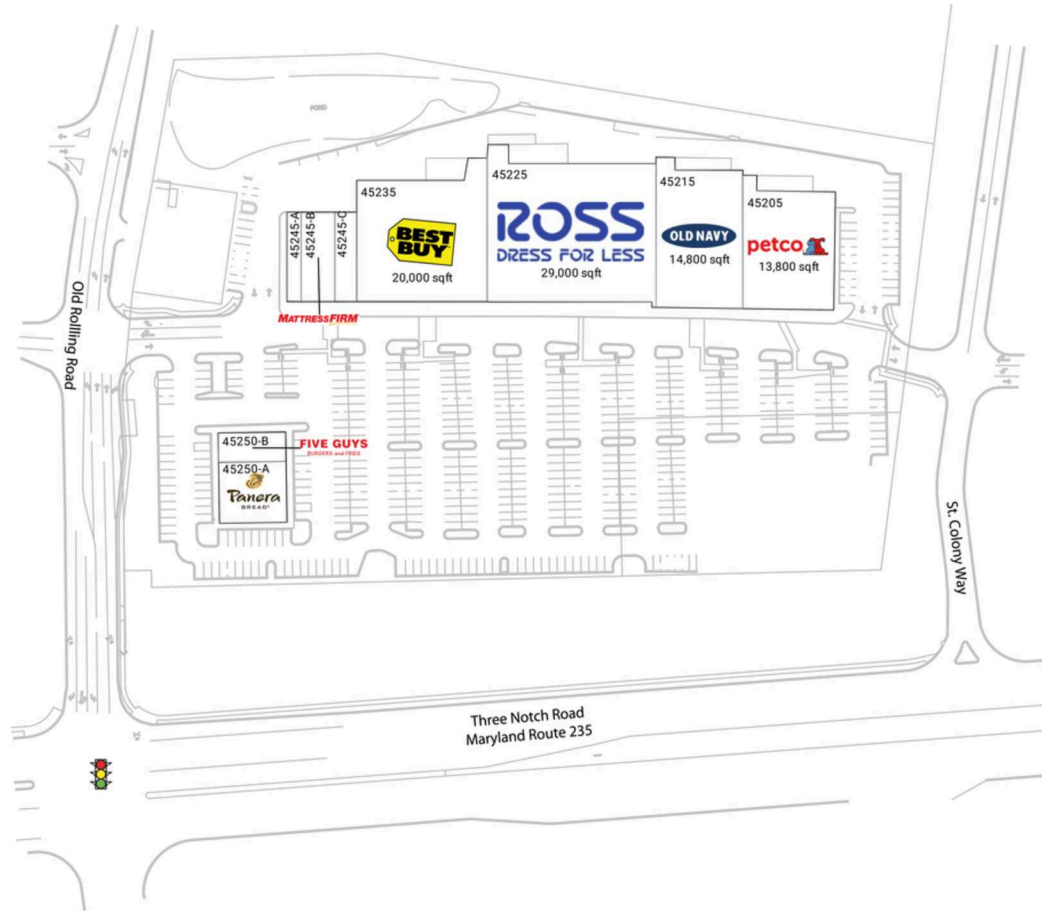 POND
45225
45215
45235
45205
45245-A
45245-B
45245-C
BEST
BUY
ROSS
DRESS FOR LESS
OLD NAVY
petco
20,000 sqft
29,000 sqft
14,800 sqft
13,800 sqft
MATTRESSFIRM
Old Rollling Road
45250-B
FIVE GUYS
BURGERS and FRIES
45250-A
Panera
BREAD®
St. Colony Way
Three Notch Road
Maryland Route 235